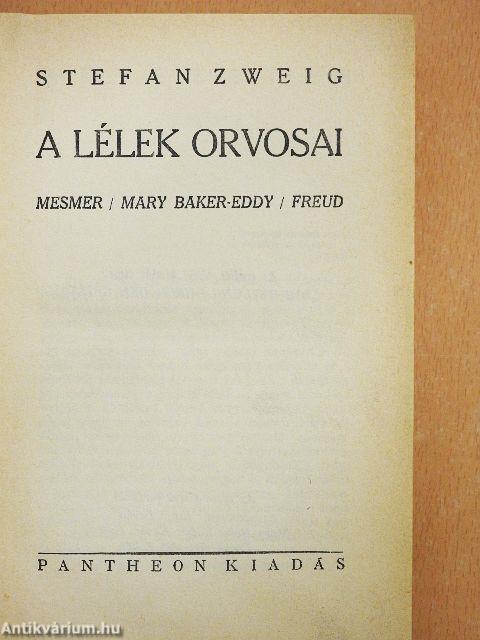 STEFAN ZWEIG
A LÉLEK ORVOSAI
MESMER / MARY BAKER-EDDY / FREUD
PANTHEON KIADÁS
Antikvárium.hu